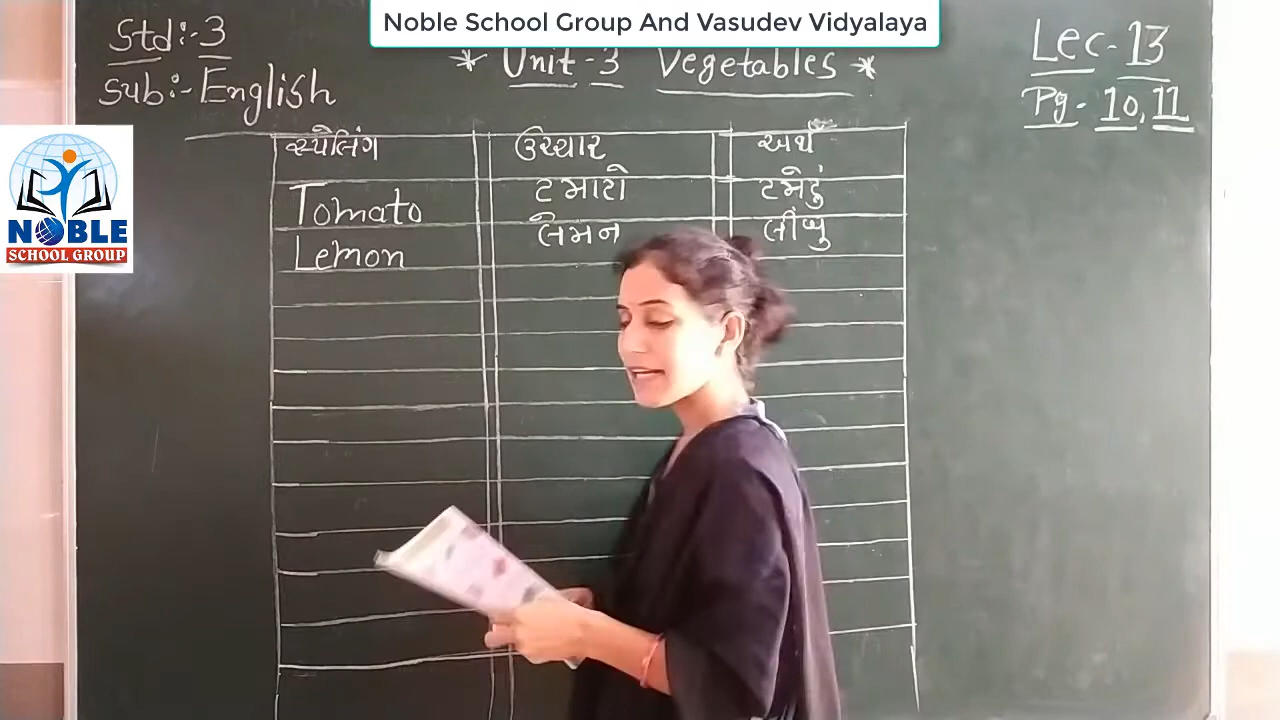 Noble School Group And Vasudev Vidyalaya
Std:- 3
Sub:- English
* Unit - 3 Vegetables *
Lec - 13
Pg - 10, 11
NOBLE
SCHOOL GROUP
સ્પેલિંગ ઉચ્ચાર અર્થ
Tomato ટમાટો ટમેટું
Lemon લેમન લીંબુ